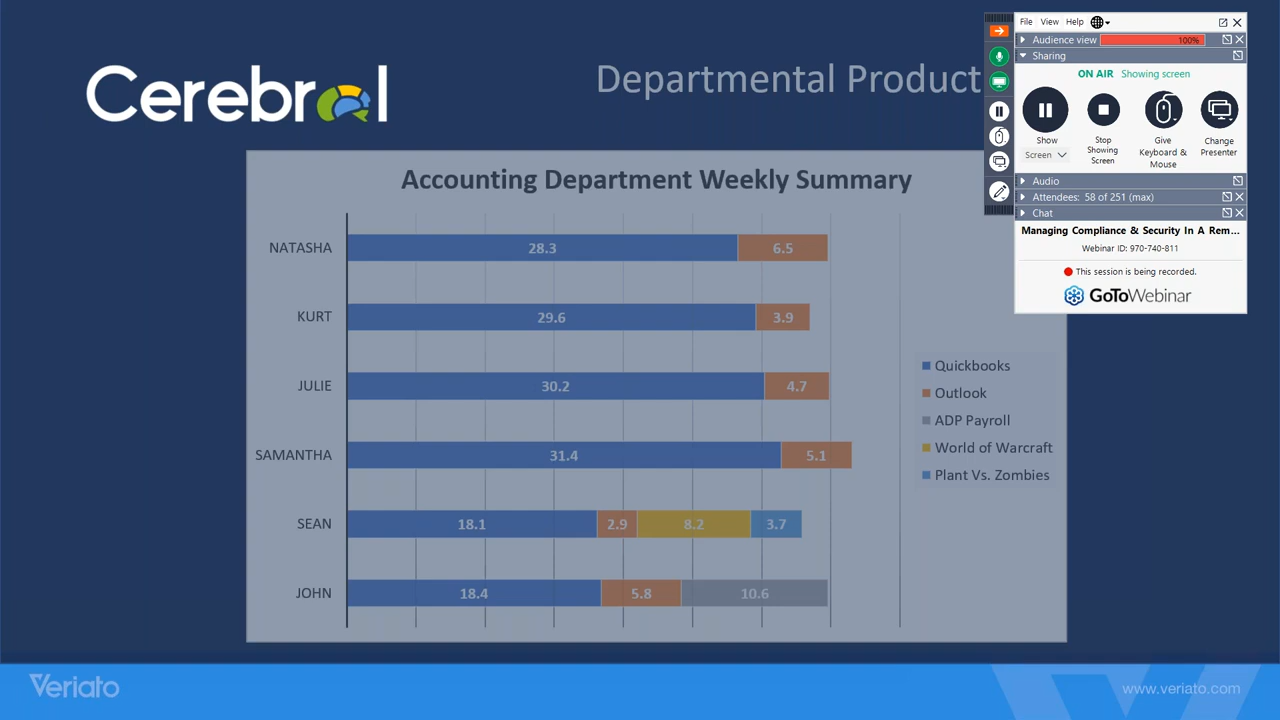 Cerebral
Departmental Product
Accounting Department Weekly Summary
NATASHA 28.3 6.5
KURT 29.6 3.9
JULIE 30.2 4.7
SAMANTHA 31.4 5.1
SEAN 18.1 2.9 8.2 3.7
JOHN 18.4 5.8 10.6
Quickbooks
Outlook
ADP Payroll
World of Warcraft
Plant Vs. Zombies
File View Help
Audience view 100%
Sharing
ON AIR Showing screen
Show
Screen
Stop
Showing
Screen
Give
Keyboard &
Mouse
Change
Presenter
Audio
Attendees: 58 of 251 (max)
Chat
Managing Compliance & Security In A Rem...
Webinar ID: 970-740-811
This session is being recorded.
GoToWebinar
Veriato
www.veriato.com